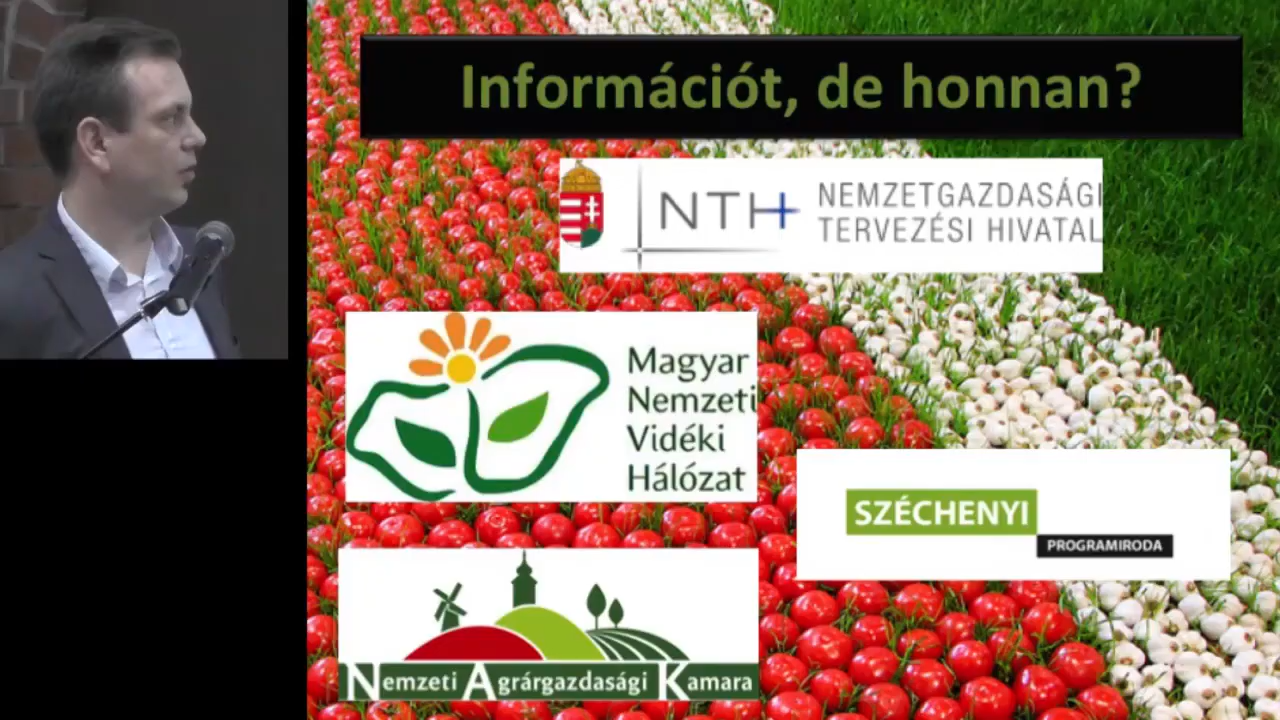 Információt, de honnan?
NTH
NEMZETGAZDASÁGI
TERVEZÉSI HIVATAL
Magyar
Nemzeti
Vidéki
Hálózat
SZÉCHENYI
PROGRAMIRODA
Nemzeti Agrárgazdasági Kamara